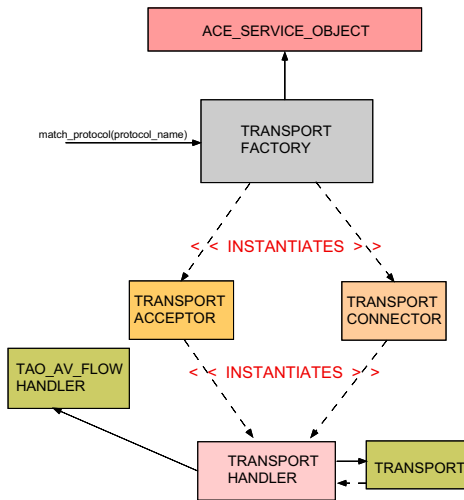 ACE_SERVICE_OBJECT
match_protocol(protocol_name)
TRANSPORT
FACTORY
< < INSTANTIATES > >
TRANSPORT
ACCEPTOR
TRANSPORT
CONNECTOR
TAO_AV_FLOW
HANDLER
< < INSTANTIATES > >
TRANSPORT
HANDLER
TRANSPORT